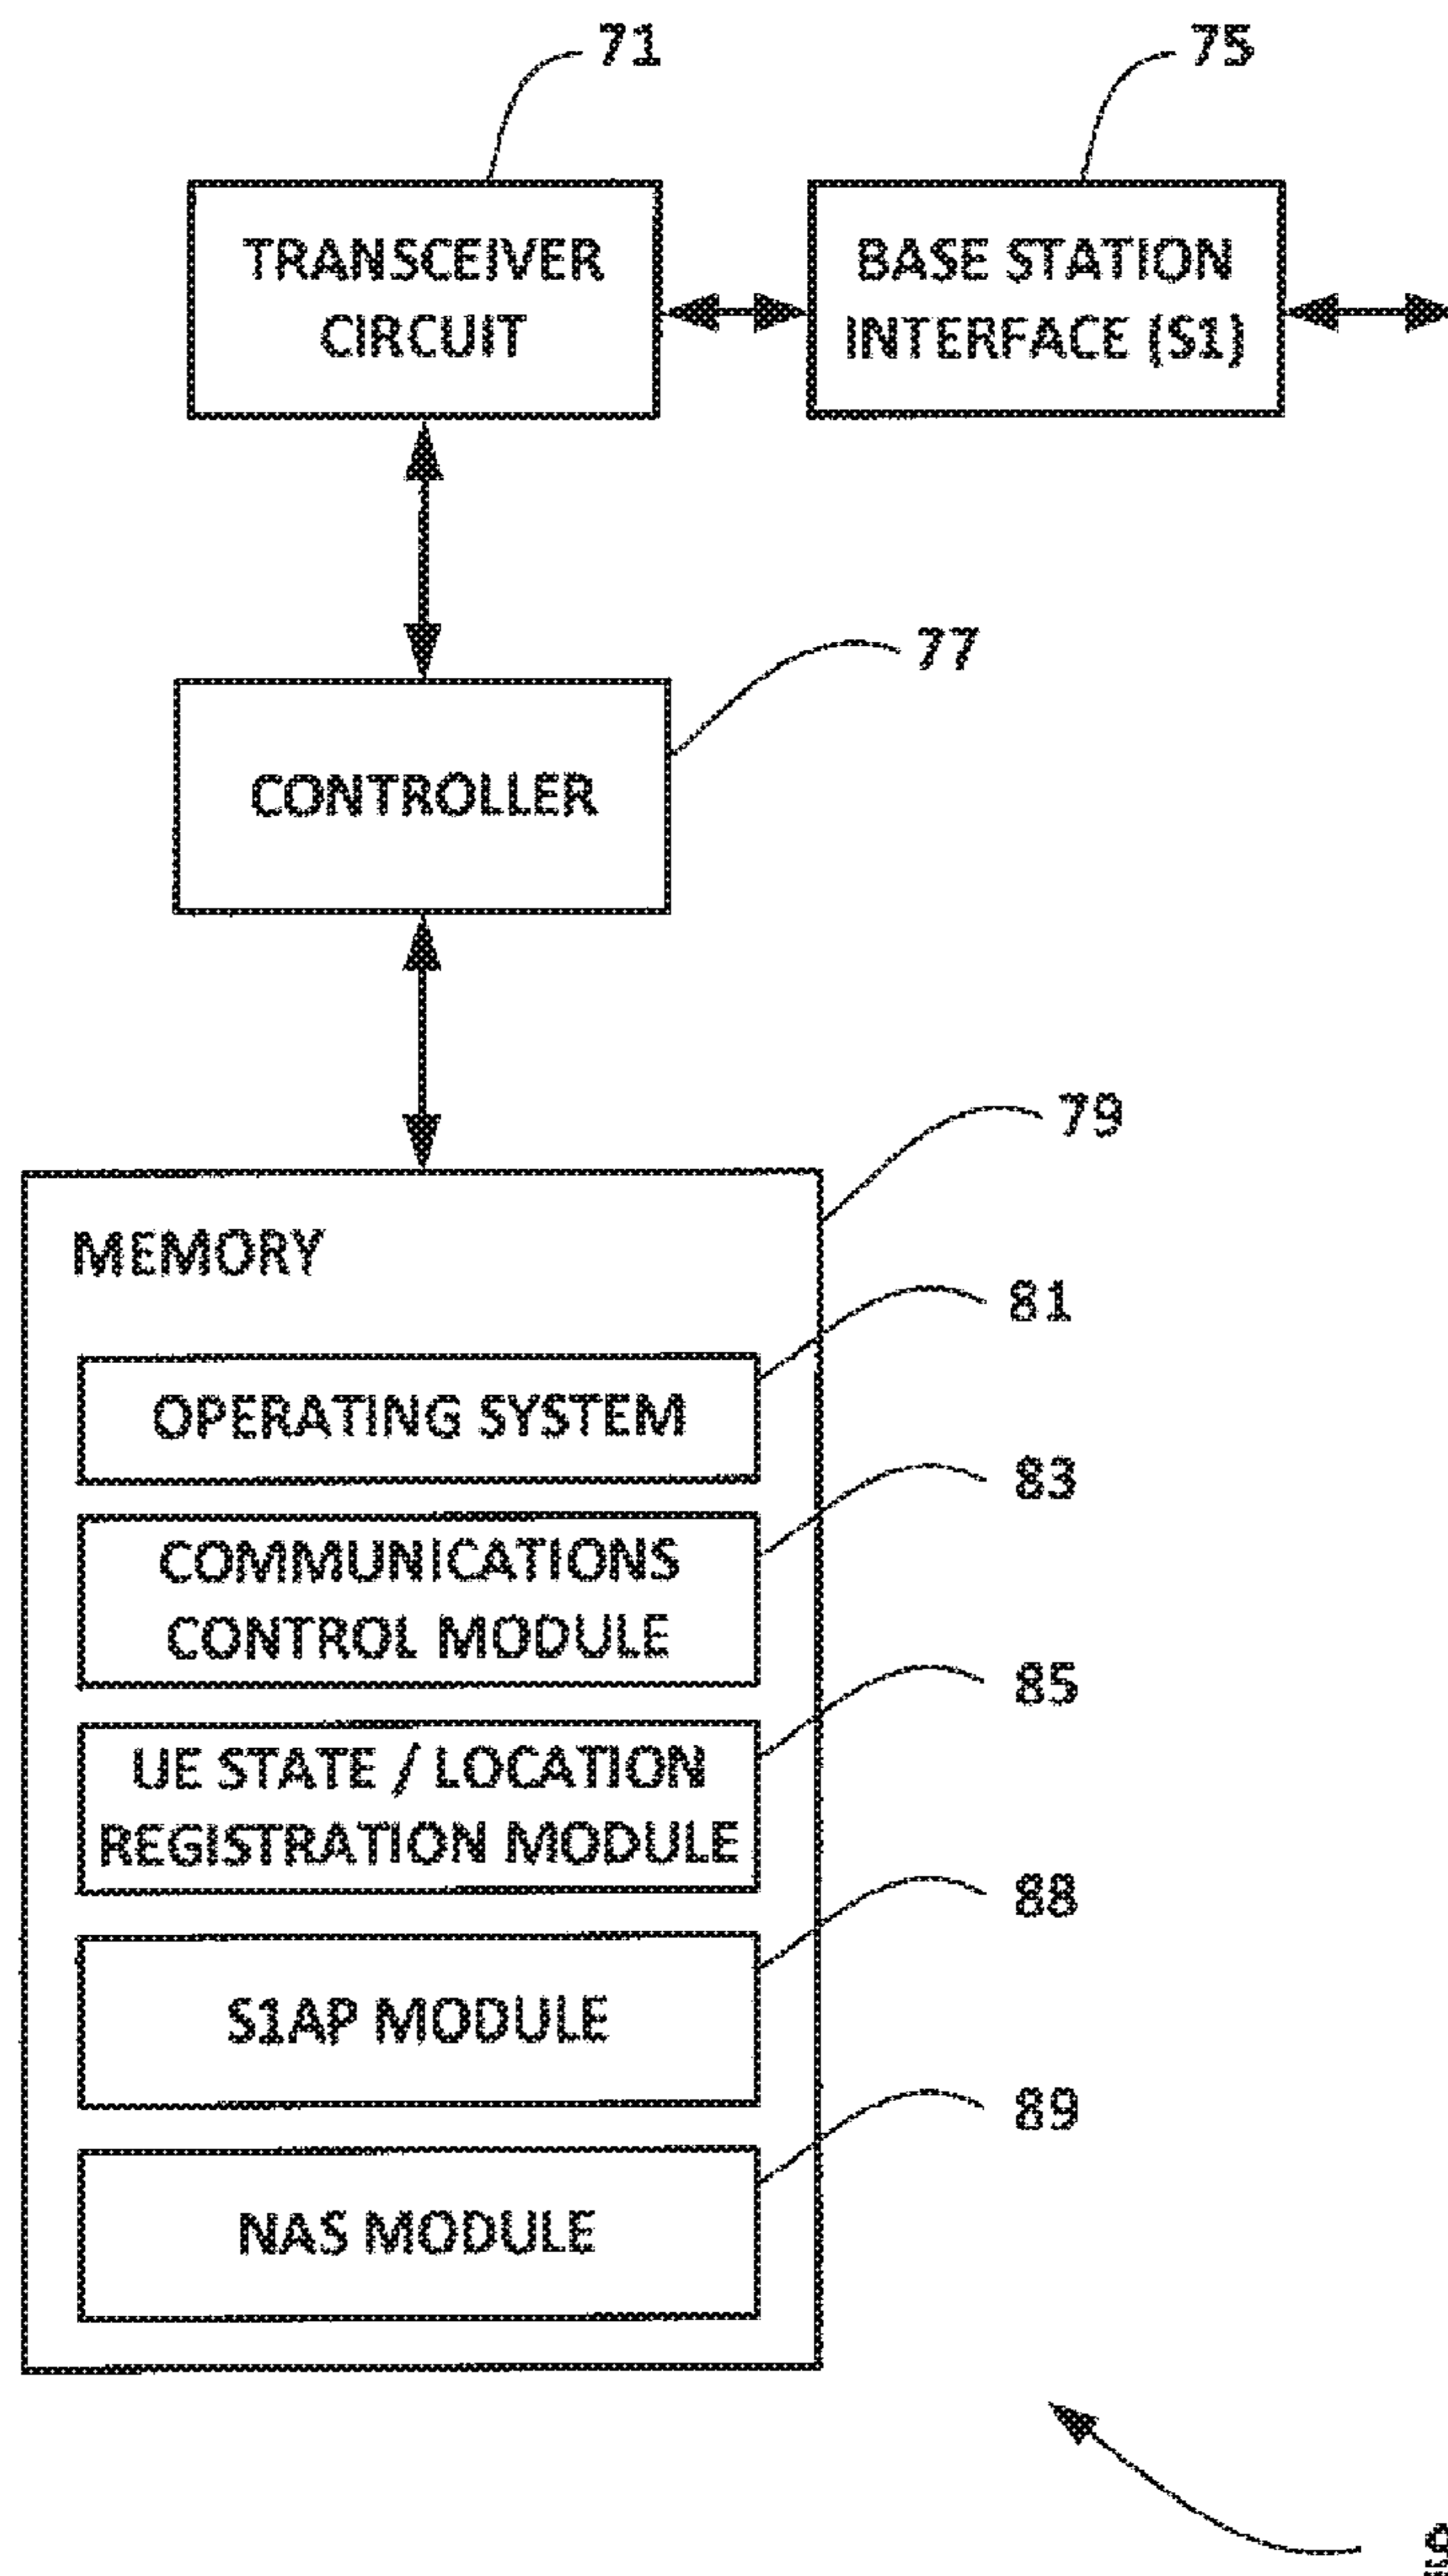 71
75
TRANSCEIVER
CIRCUIT
BASE STATION
INTERFACE (S1)
77
CONTROLLER
79
MEMORY
81
OPERATING SYSTEM
83
COMMUNICATIONS
CONTROL MODULE
85
UE STATE / LOCATION
REGISTRATION MODULE
88
S1AP MODULE
89
NAS MODULE